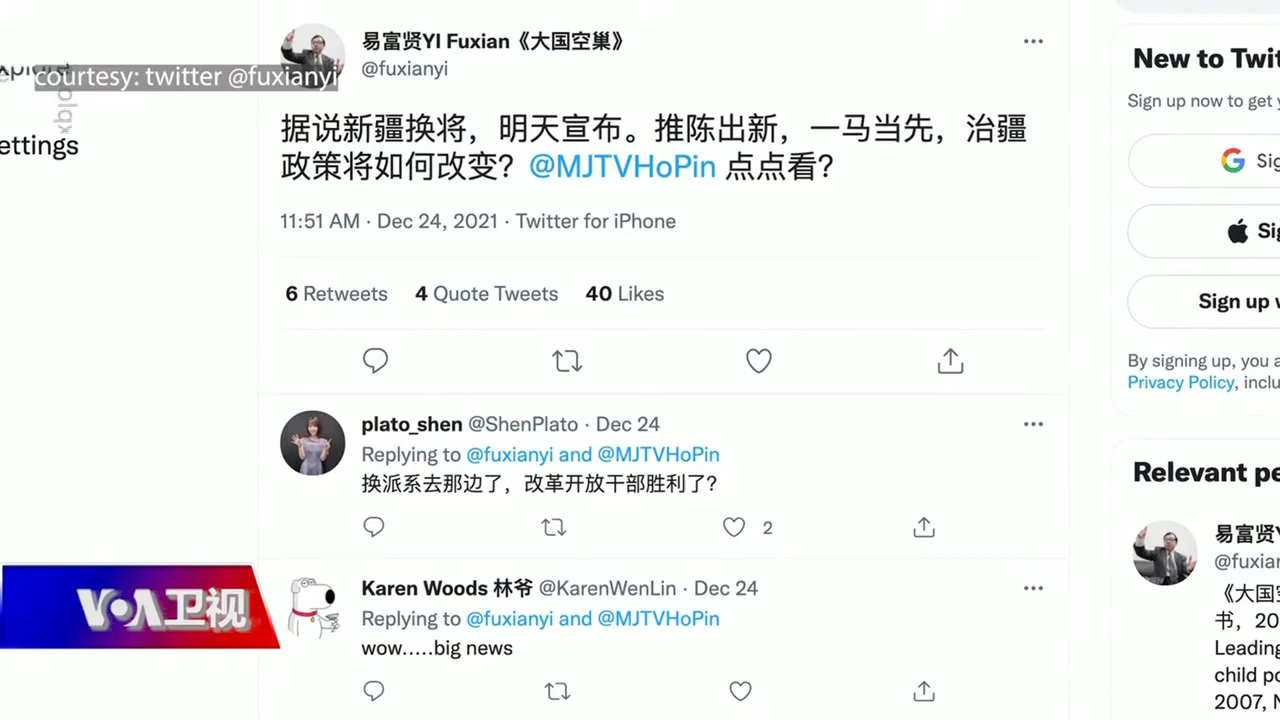 易富贤YI Fuxian《大国空巢》
@fuxianyi
courtesy: twitter @fuxianyi
ettings
据说新疆换将，明天宣布。推陈出新，一马当先，治疆
政策将如何改变？@MJTVHoPin 点点看？
11:51 AM · Dec 24, 2021 · Twitter for iPhone
6 Retweets 4 Quote Tweets 40 Likes
plato_shen @ShenPlato · Dec 24
Replying to @fuxianyi and @MJTVHoPin
换派系去那边了，改革开放干部胜利了?
2
Karen Woods 林爷 @KarenWenLin · Dec 24
Replying to @fuxianyi and @MJTVHoPin
wow.....big news
VOA卫视
New to Twit
Sign up now to get y
Sig
Sig
Sign up w
By signing up, you a
Privacy Policy, inclu
Relevant pe
易富贤Y
@fuxian
《大国空
书，20
Leading
child po
2007, N